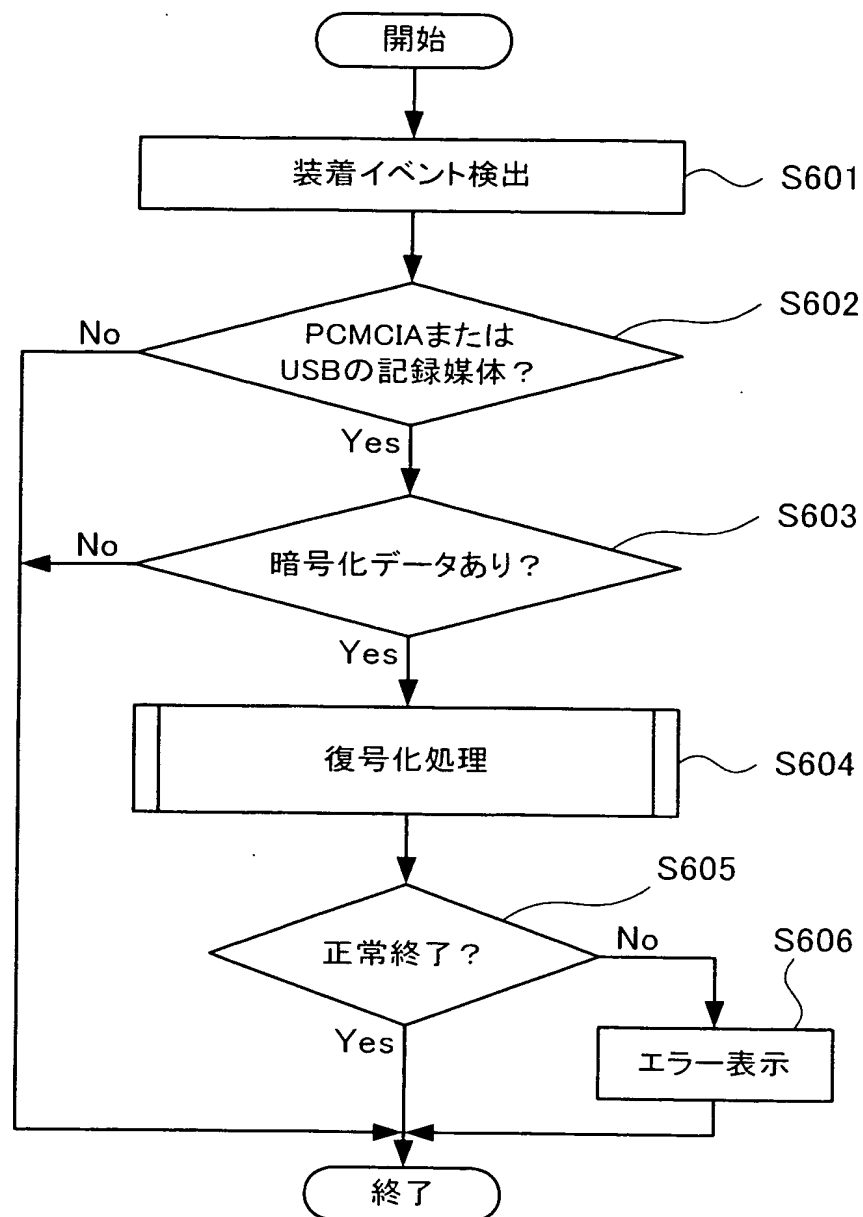 開始
装着イベント検出
S601
PCMCIAまたは
USBの記録媒体?
S602
No
Yes
暗号化データあり?
S603
No
Yes
復号化処理
S604
正常終了?
S605
No
Yes
エラー表示
S606
終了